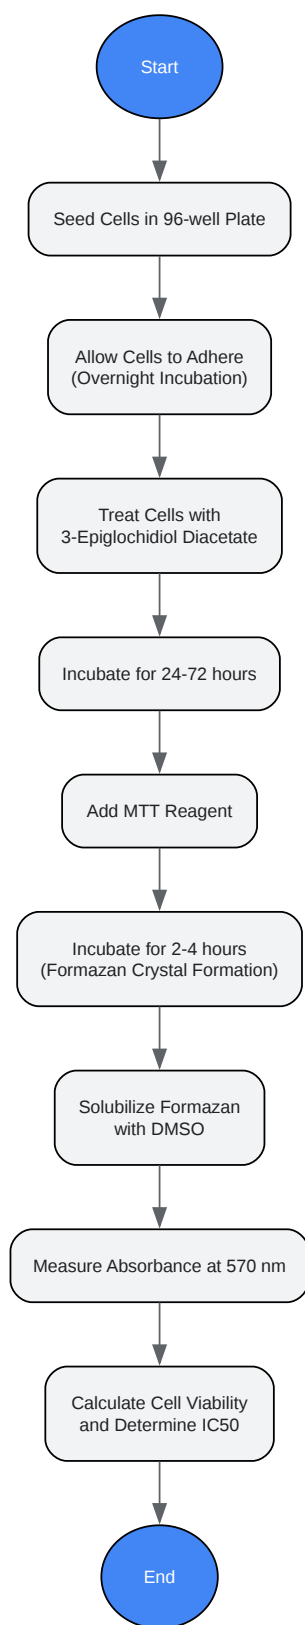 Start
Seed Cells in 96-well Plate
Allow Cells to Adhere
(Overnight Incubation)
Treat Cells with
3-Epiglochidiol Diacetate
Incubate for 24-72 hours
Add MTT Reagent
Incubate for 2-4 hours
(Formazan Crystal Formation)
Solubilize Formazan
with DMSO
Measure Absorbance at 570 nm
Calculate Cell Viability
and Determine IC50
End